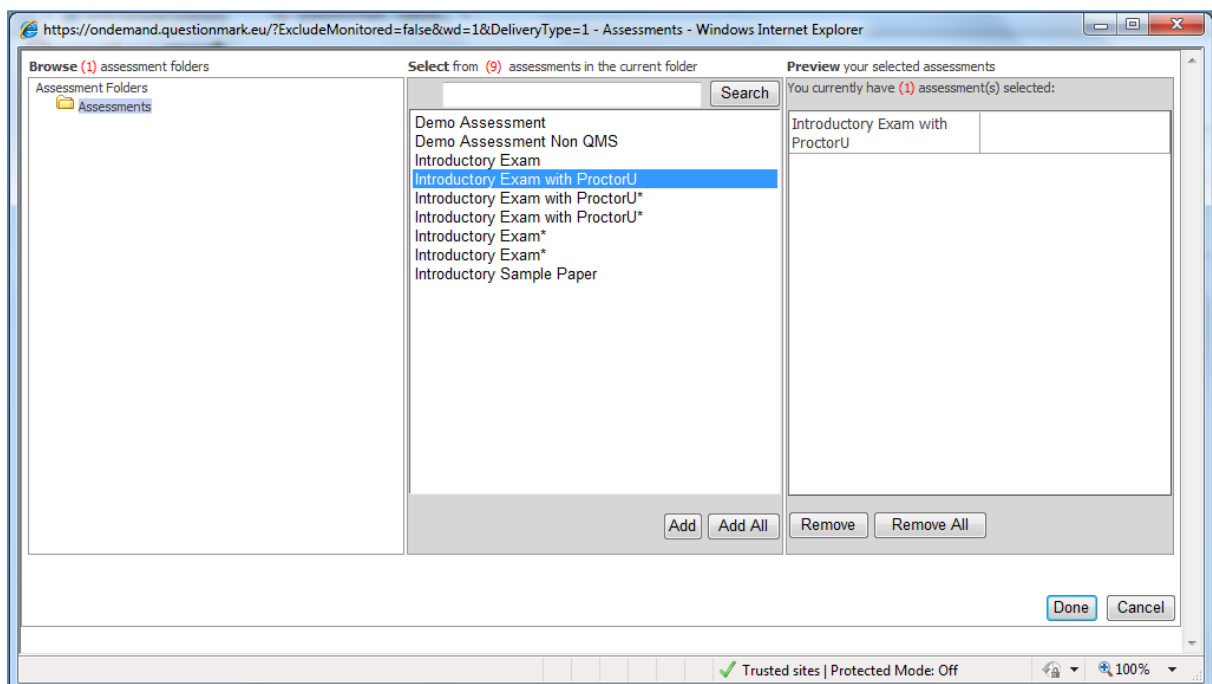 https://ondemand.questionmark.eu/?ExcludeMonitored=false&wd=1&DeliveryType=1 - Assessments - Windows Internet Explorer
Browse (1) assessment folders
Assessment Folders
Assessments
Select from (9) assessments in the current folder
Search
Demo Assessment
Demo Assessment Non QMS
Introductory Exam
Introductory Exam with ProctorU
Introductory Exam with ProctorU*
Introductory Exam with ProctorU*
Introductory Exam*
Introductory Exam*
Introductory Sample Paper
Add Add All
Preview your selected assessments
You currently have (1) assessment(s) selected:
Introductory Exam with
ProctorU
Remove Remove All
Done Cancel
Trusted sites | Protected Mode: Off 100%